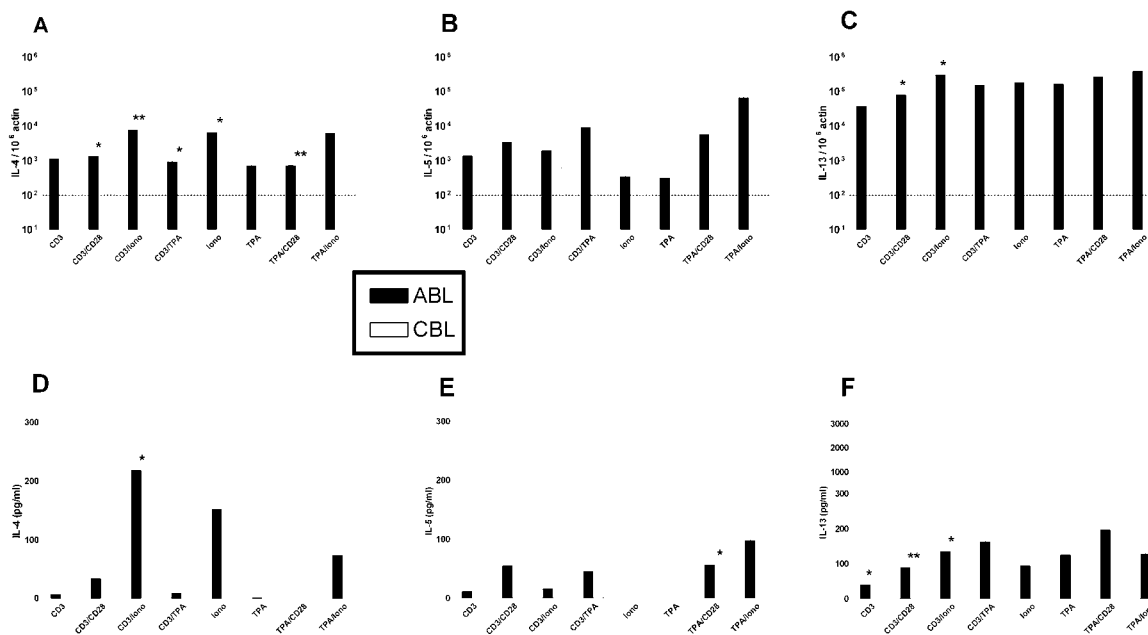 A
B
C
IL-4 / 10⁶ actin
10⁶
10⁵
10⁴
10³
10²
10¹
* ** * * **
CD3 CD3/CD28 CD3/Iono CD3/TPA Iono TPA TPA/CD28 TPA/Iono
IL-5 / 10⁶ actin
10⁶
10⁵
10⁴
10³
10²
10¹
CD3 CD3/CD28 CD3/Iono CD3/TPA Iono TPA TPA/CD28 TPA/Iono
IL-13 / 10⁶ actin
10⁶
10⁵
10⁴
10³
10²
10¹
* *
CD3 CD3/CD28 CD3/Iono CD3/TPA Iono TPA TPA/CD28 TPA/Iono
ABL
CBL
D
E
F
IL-4 (pg/ml)
300
200
100
0
*
CD3 CD3/CD28 CD3/Iono CD3/TPA Iono TPA TPA/CD28 TPA/Iono
IL-5 (pg/ml)
300
200
100
0
*
CD3 CD3/CD28 CD3/Iono CD3/TPA Iono TPA TPA/CD28 TPA/Iono
IL-13 (pg/ml)
3000
2000
1000
300
200
100
0
* ** *
CD3 CD3/CD28 CD3/Iono CD3/TPA Iono TPA TPA/CD28 TPA/Iono